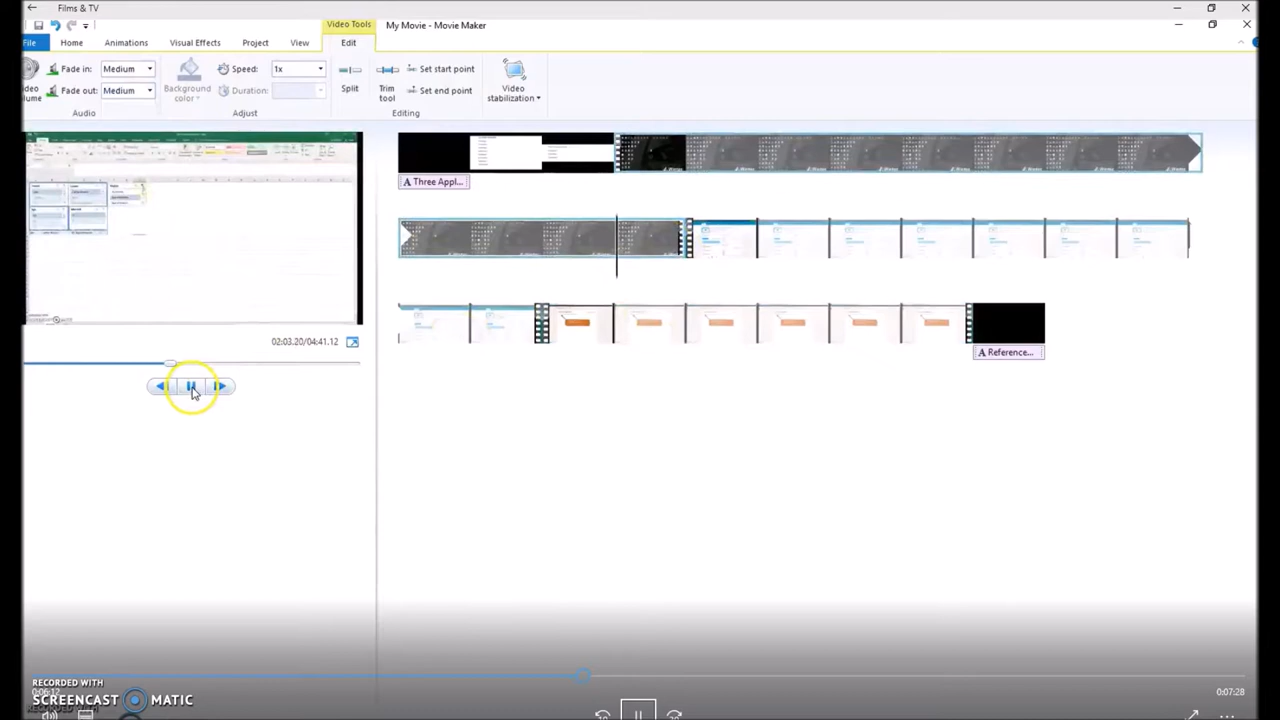 Films & TV
Video Tools
My Movie - Movie Maker
File
Home
Animations
Visual Effects
Project
View
Edit
Fade in:
Medium
Speed:
1x
Set start point
Fade out:
Medium
Background color
Duration:
Split
Trim tool
Set end point
Video stabilization
Audio
Adjust
Editing
A Three Appl...
02:03.20/04:41.12
A Reference...
RECORDED WITH
SCREENCAST MATIC
0:06:12
0:07:28